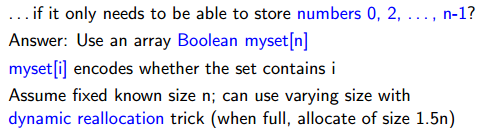 ...if it only needs to be able to store numbers 0, 2, ..., n-1?
Answer: Use an array Boolean myset[n]
myset[i] encodes whether the set contains i
Assume fixed known size n; can use varying size with
dynamic reallocation trick (when full, allocate of size 1.5n)